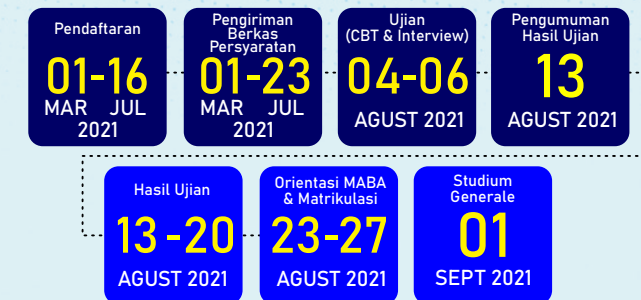 Pendaftaran
01-16
MAR JUL
2021
Pengiriman
Berkas
Persyaratan
01-23
MAR JUL
2021
Ujian
(CBT & Interview)
04-06
AGUST 2021
Pengumuman
Hasil Ujian
13
AGUST 2021
Hasil Ujian
13-20
AGUST 2021
Orientasi MABA
& Matrikulasi
23-27
AGUST 2021
Studium
Generale
01
SEPT 2021